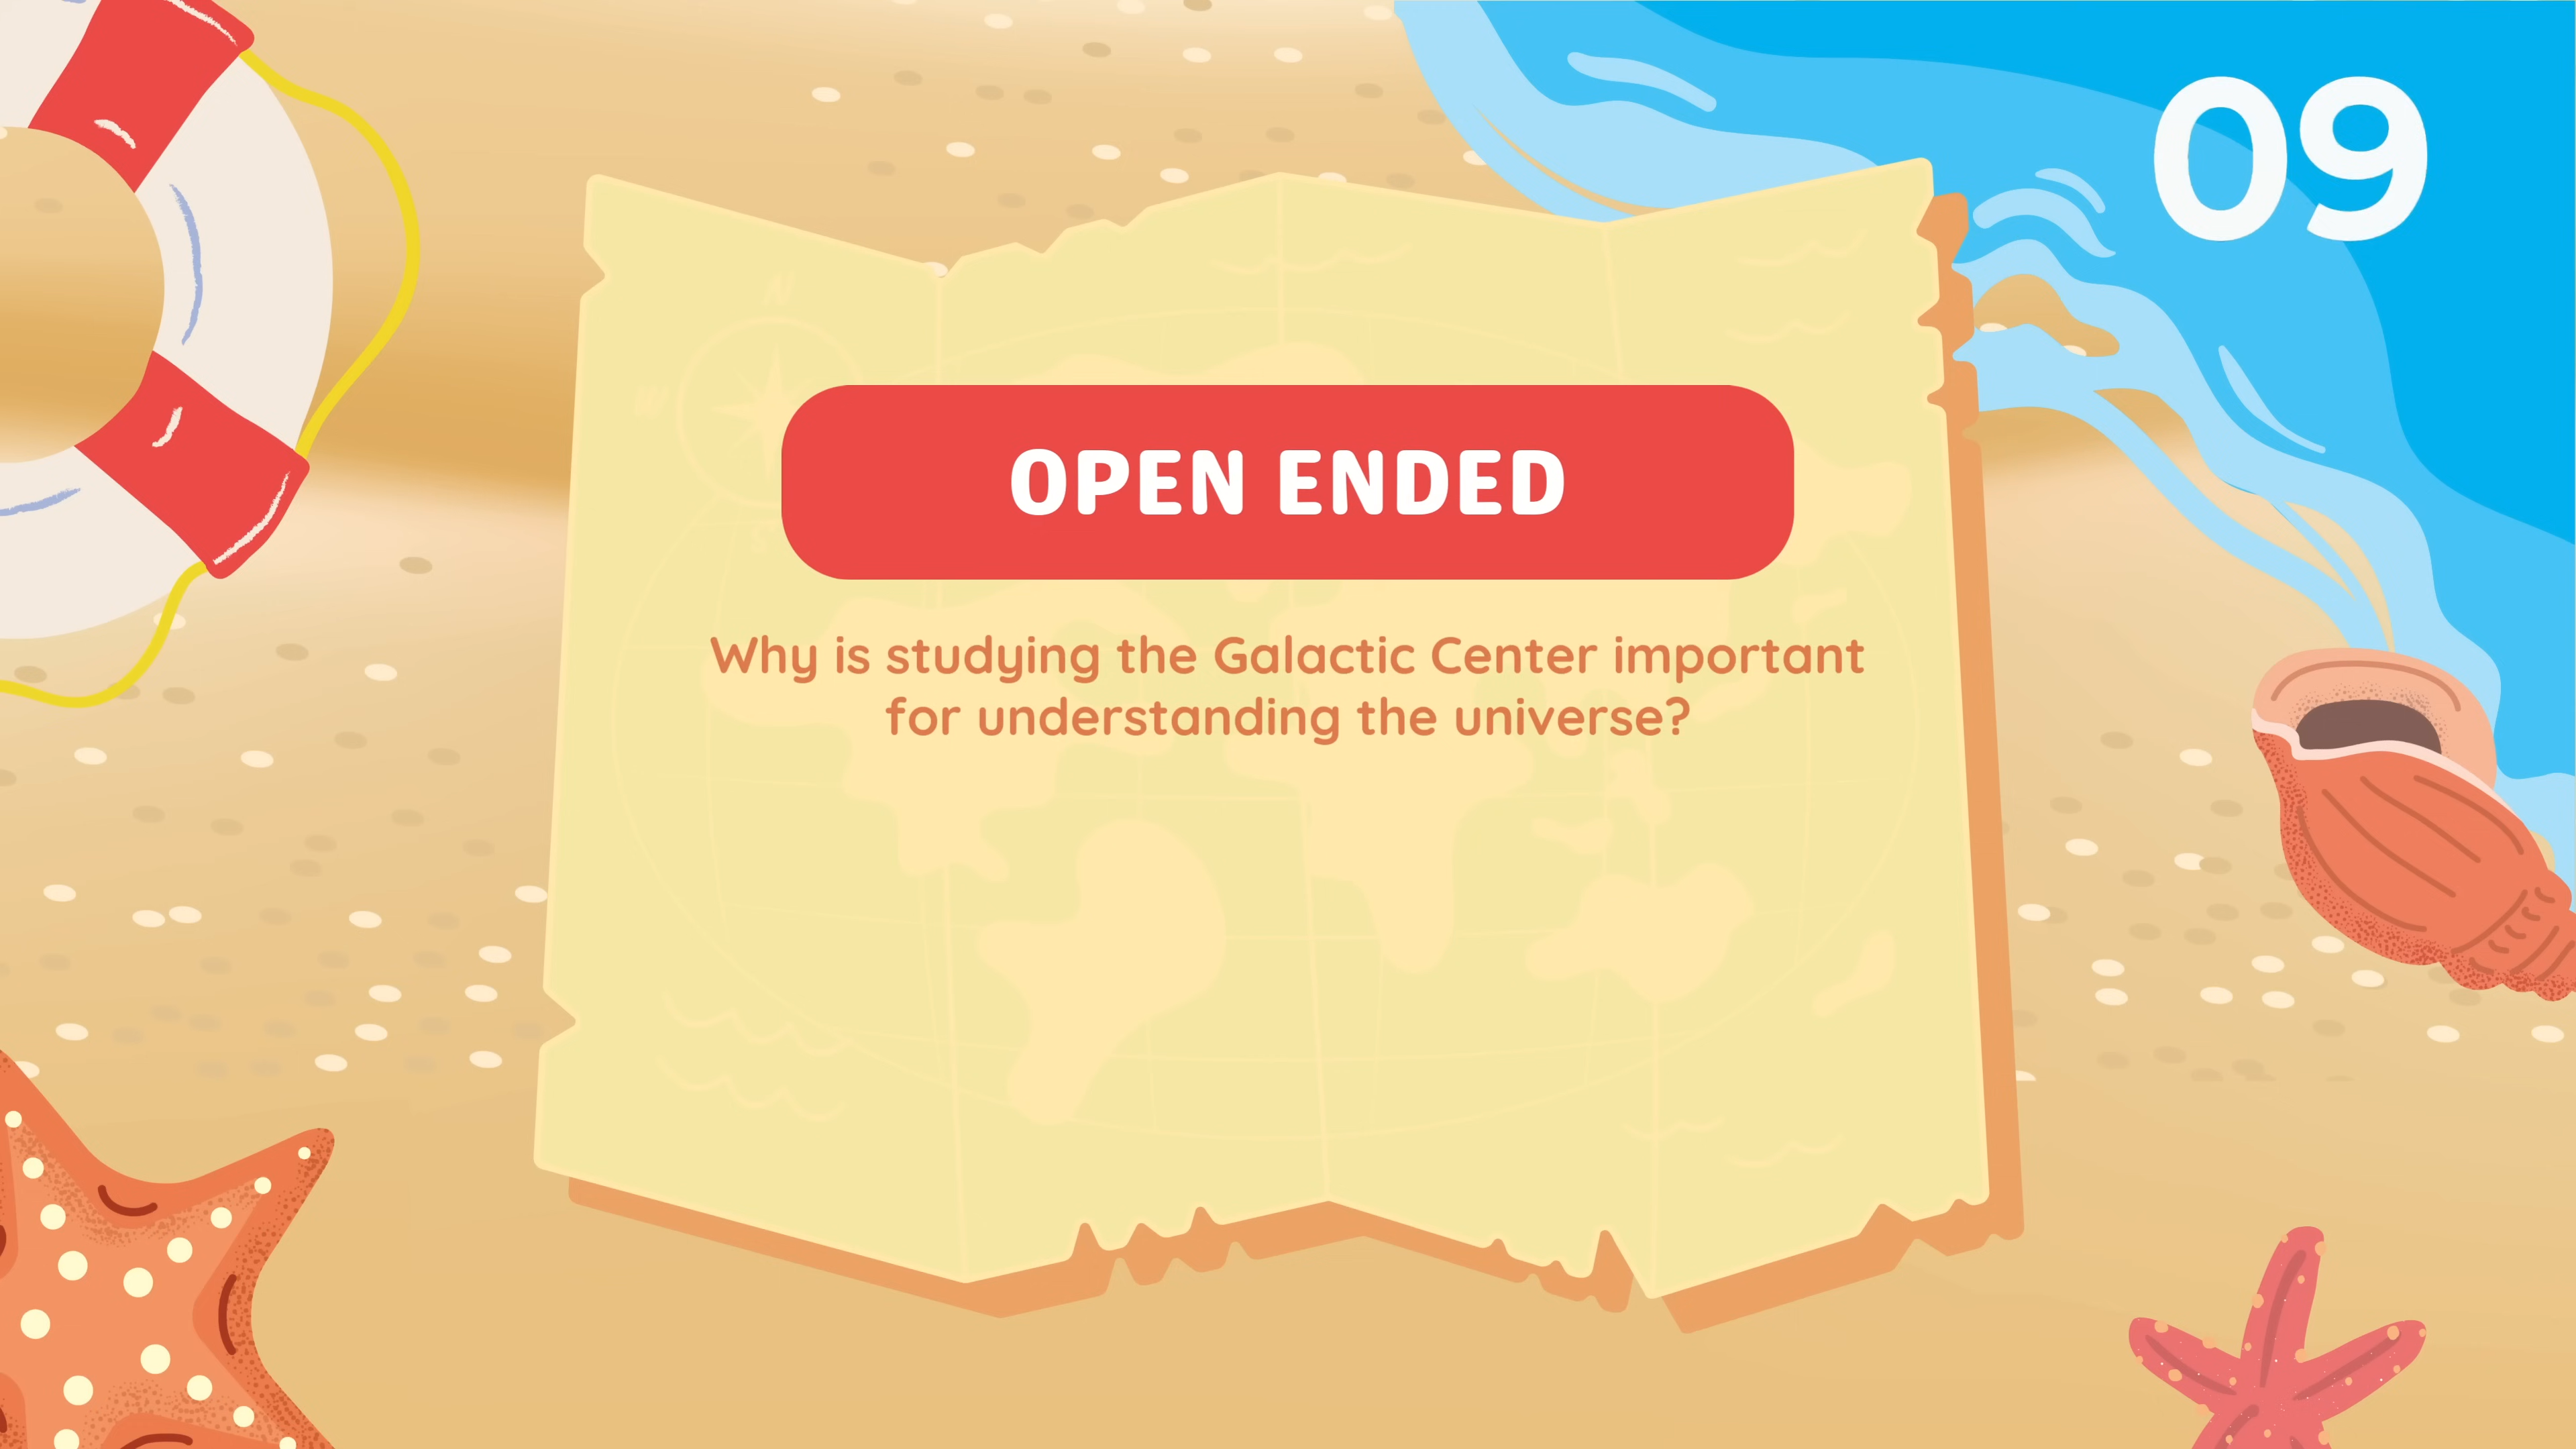 09
OPEN ENDED
Why is studying the Galactic Center important
for understanding the universe?
N
W
S